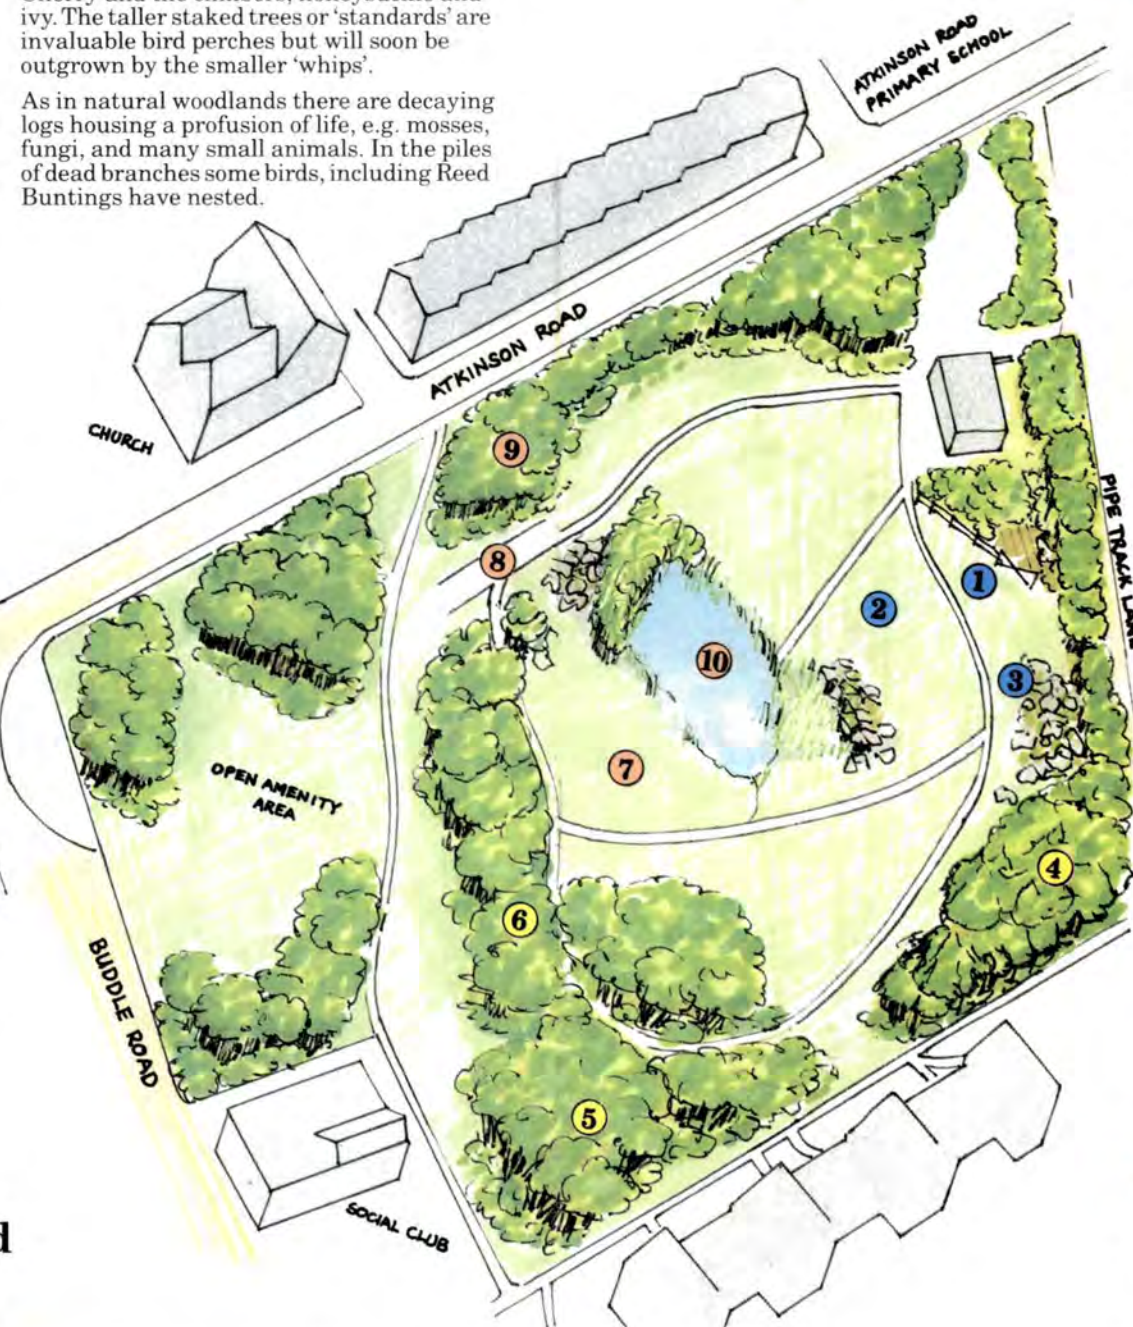 ivy. The taller staked trees or ‘standards’ are
invaluable bird perches but will soon be
outgrown by the smaller ‘whips’.
As in natural woodlands there are decaying
logs housing a profusion of life, e.g. mosses,
fungi, and many small animals. In the piles
of dead branches some birds, including Reed
Buntings have nested.
ATKINSON ROAD
PRIMARY SCHOOL
ATKINSON ROAD
CHURCH
9
PIPE TRACK LANE
8
1
2
10
3
7
OPEN AMENITY
AREA
4
6
BUDDLE ROAD
5
SOCIAL CLUB